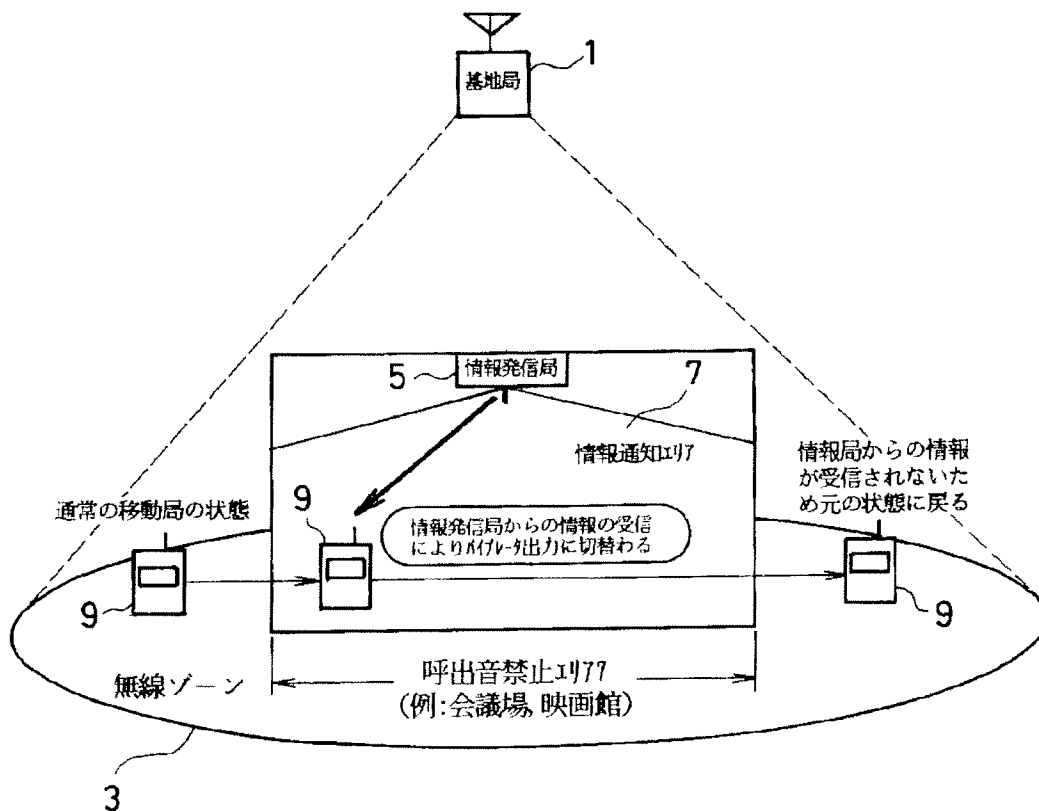 1
基地局
5
情報発信局
7
情報通知ｴﾘｱ
情報局からの情報
が受信されないた
め元の状態に戻る
通常の移動局の状態
9
情報発信局からの情報の受信
によりﾊﾞｲﾌﾞﾚｰﾀ出力に切替わる
9
9
無線ゾーン
呼出音禁止ｴﾘｱ7
(例:会議場,映画館)
3